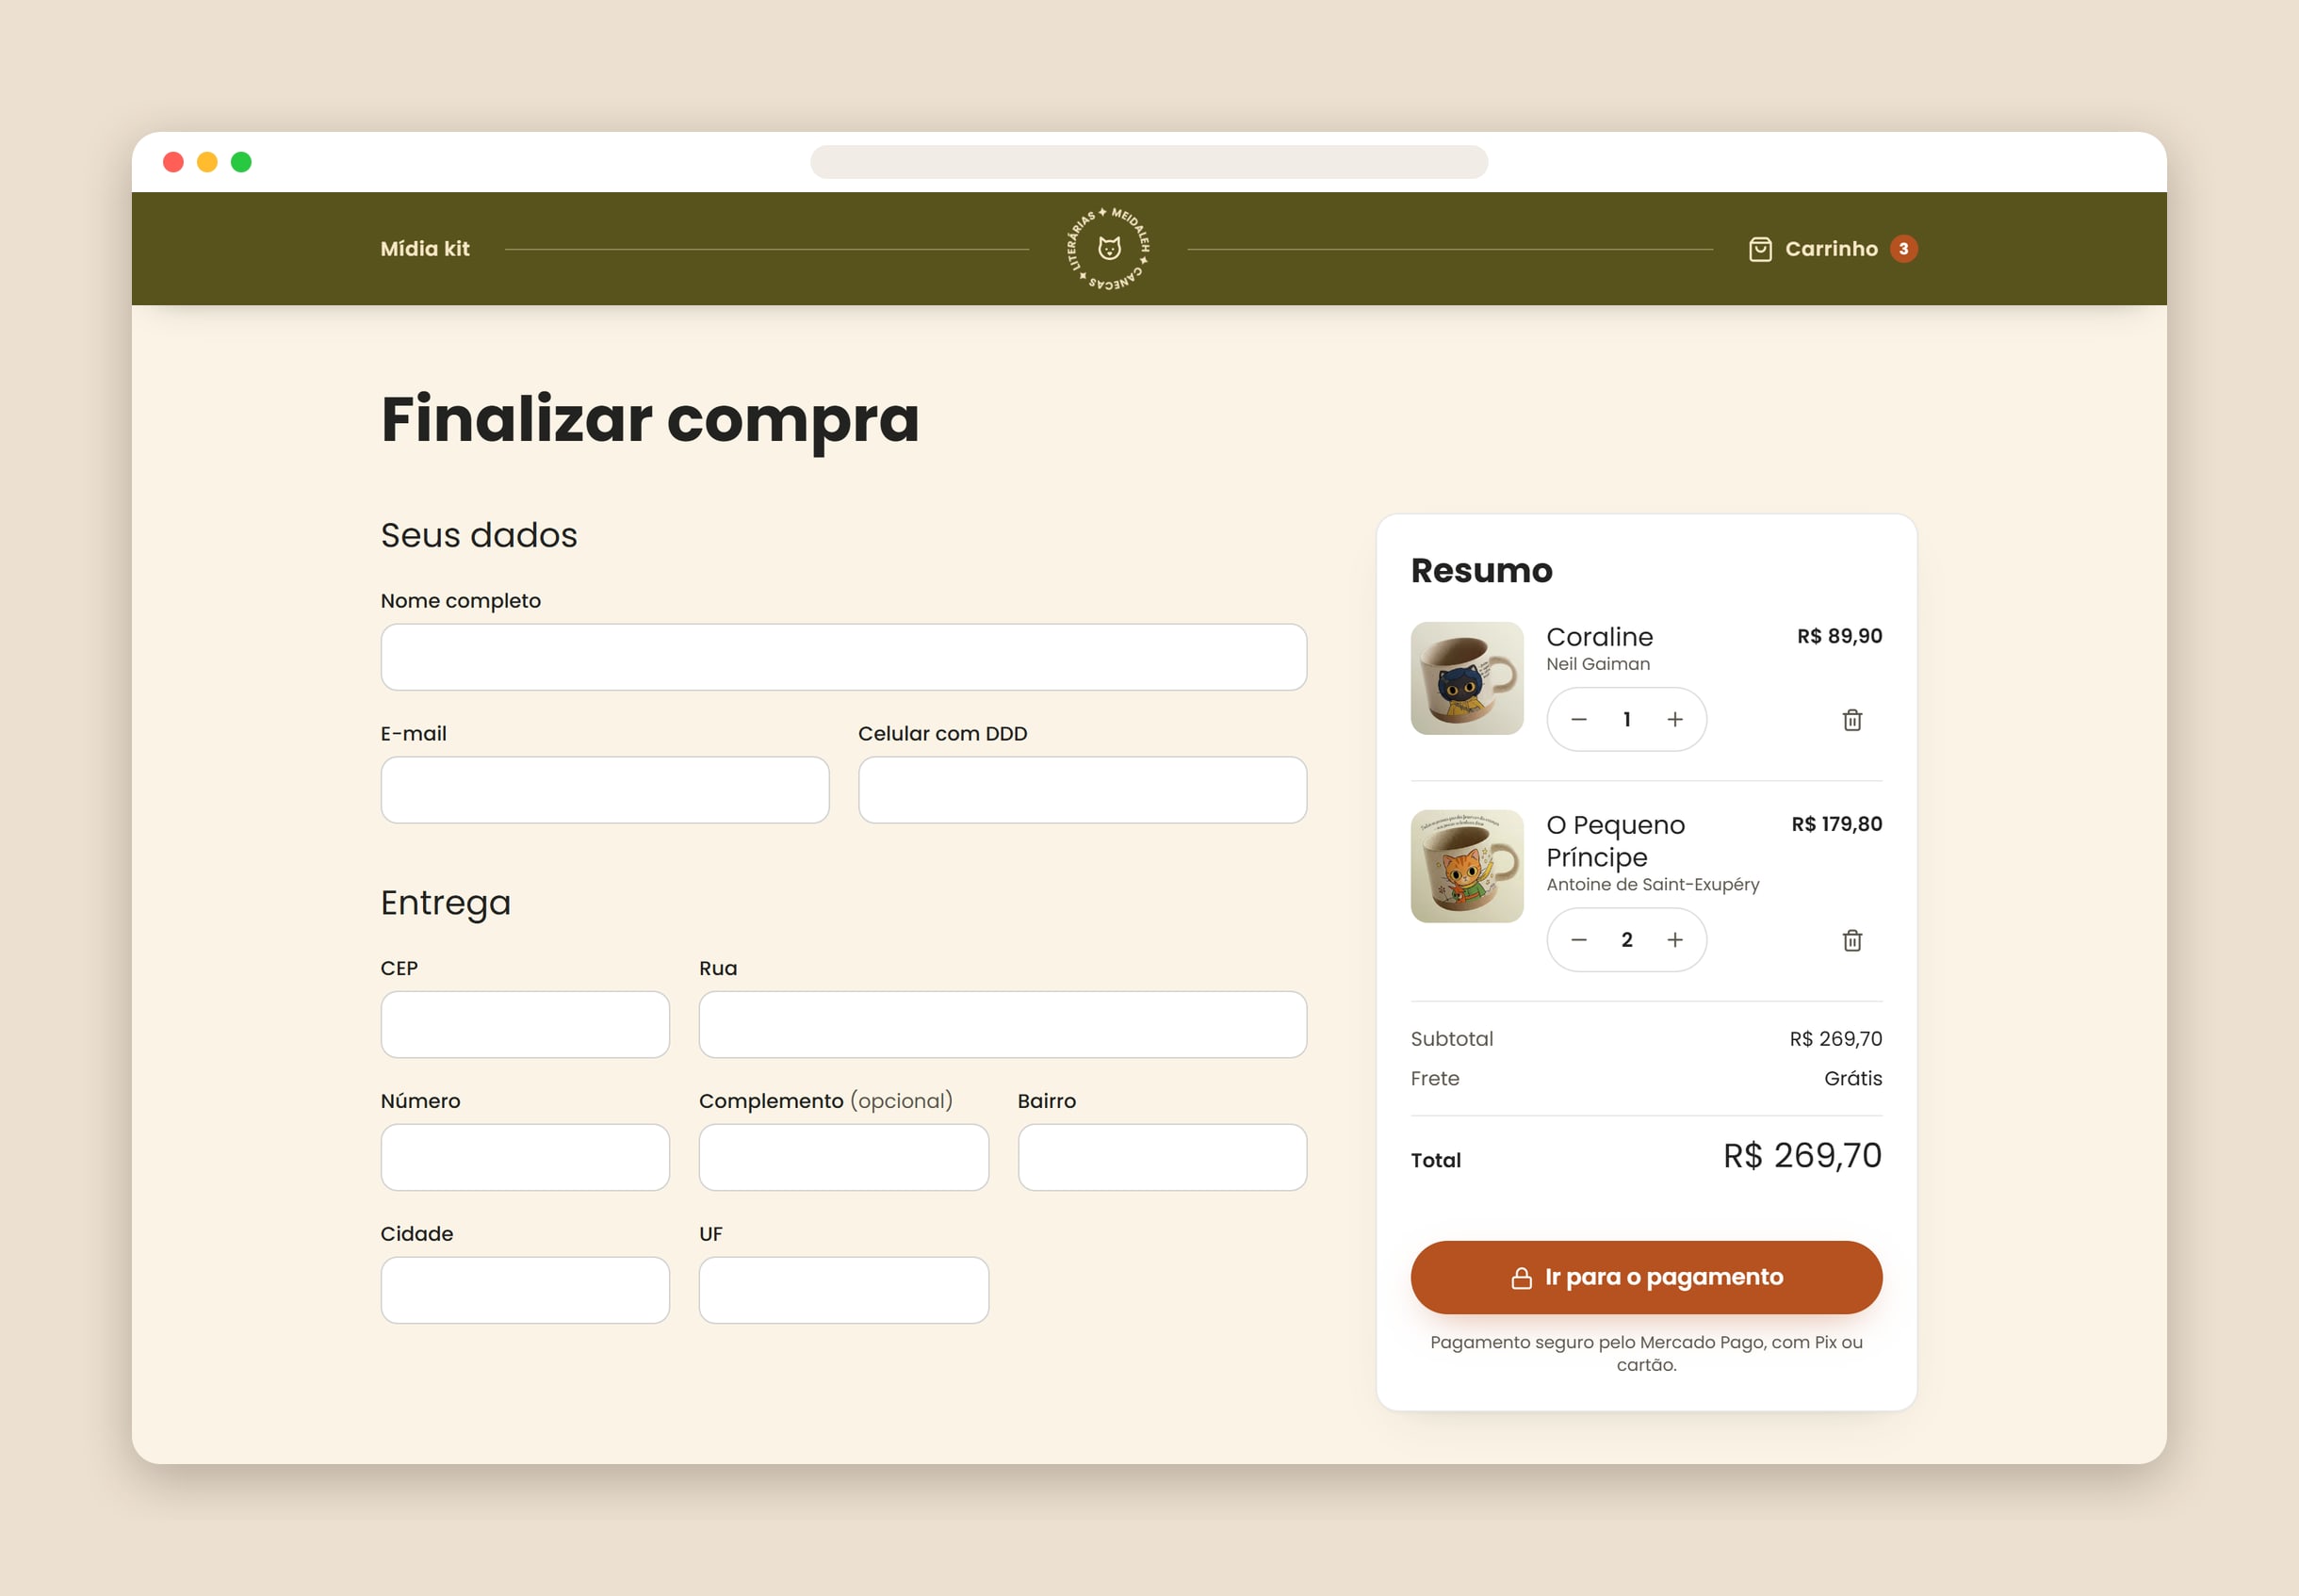 Mídia kit
MEIDALEH ✦ CANECAS ✦ LITERÁRIAS ✦
Carrinho 3
Finalizar compra
Seus dados
Nome completo
E-mail
Celular com DDD
Entrega
CEP
Rua
Número
Complemento (opcional)
Bairro
Cidade
UF
Resumo
Coraline
R$ 89,90
Neil Gaiman
− 1 +
O Pequeno
Príncipe
R$ 179,80
Antoine de Saint-Exupéry
− 2 +
Subtotal
R$ 269,70
Frete
Grátis
Total
R$ 269,70
Ir para o pagamento
Pagamento seguro pelo Mercado Pago, com Pix ou
cartão.